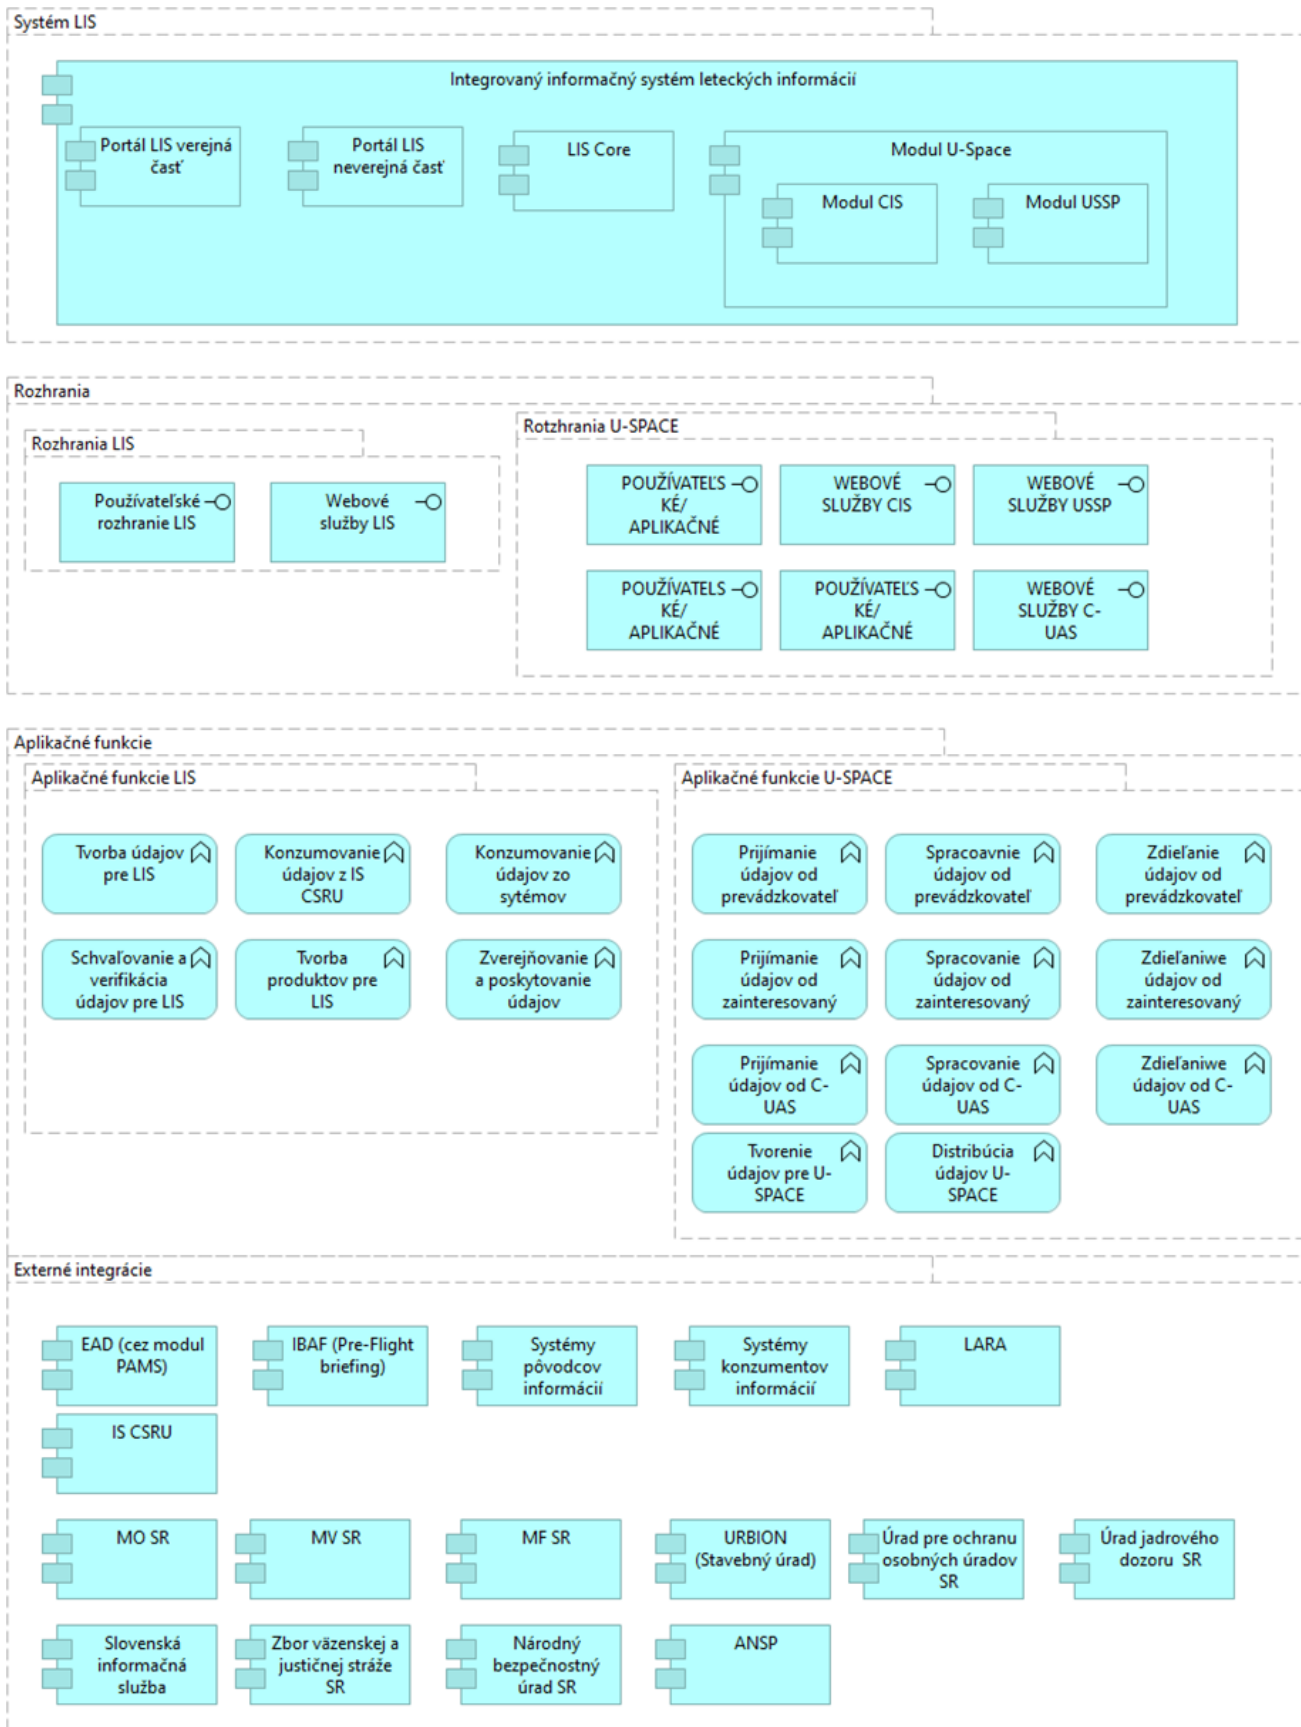 Systém LIS
Integrovaný informačný systém leteckých informácií
Portál LIS verejná
časť
Portál LIS
neverejná časť
LIS Core
Modul U-Space
Modul CIS
Modul USSP
Rozhrania
Rozhrania LIS
Používateľské
rozhranie LIS
Webové
služby LIS
Rotzhrania U-SPACE
POUŽÍVATEĽS
KÉ/
APLIKAČNÉ
WEBOVÉ
SLUŽBY CIS
WEBOVÉ
SLUŽBY USSP
POUŽÍVATELS
KÉ/
APLIKAČNÉ
POUŽÍVATEĽS
KÉ/
APLIKAČNÉ
WEBOVÉ
SLUŽBY C-
UAS
Aplikačné funkcie
Aplikačné funkcie LIS
Tvorba údajov
pre LIS
Konzumovanie
údajov z IS
CSRU
Konzumovanie
údajov zo
sytémov
Schvaľovanie a
verifikácia
údajov pre LIS
Tvorba
produktov pre
LIS
Zverejňovanie
a poskytovanie
údajov
Aplikačné funkcie U-SPACE
Prijímanie
údajov od
prevádzkovateľ
Spracoavnie
údajov od
prevádzkovateľ
Zdieľanie
údajov od
prevádzkovateľ
Prijímanie
údajov od
zainteresovaný
Spracovanie
údajov od
zainteresovaný
Zdieľaniwe
údajov od
zainteresovaný
Prijímanie
údajov od C-
UAS
Spracovanie
údajov od C-
UAS
Zdieľaniwe
údajov od C-
UAS
Tvorenie
údajov pre U-
SPACE
Distribúcia
údajov U-
SPACE
Externé integrácie
EAD (cez modul
PAMS)
IBAF (Pre-Flight
briefing)
Systémy
pôvodcov
informácií
Systémy
konzumentov
informácií
LARA
IS CSRU
MO SR
MV SR
MF SR
URBION
(Stavebný úrad)
Úrad pre ochranu
osobných úradov
SR
Úrad jadrového
dozoru SR
Slovenská
informačná
služba
Zbor väzenskej a
justičnej stráže
SR
Národný
bezpečnostný
úrad SR
ANSP